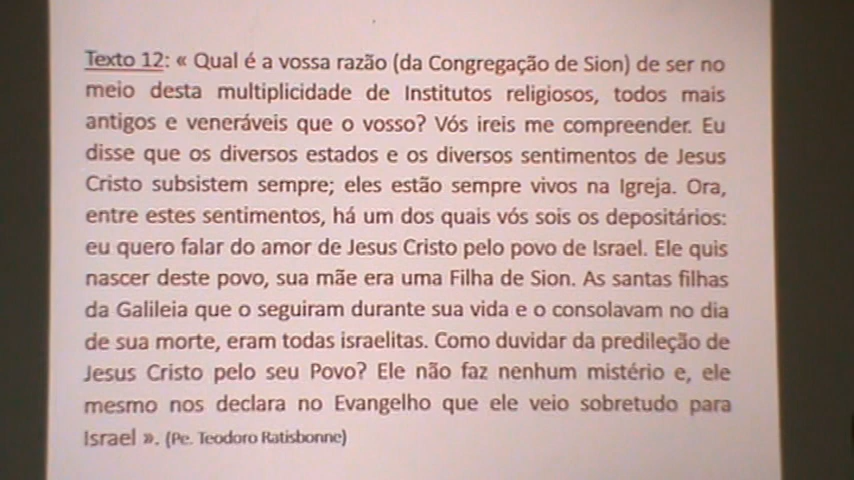 Texto 12: « Qual é a vossa razão (da Congregação de Sion) de ser no
meio desta multiplicidade de Institutos religiosos, todos mais
antigos e veneráveis que o vosso? Vós ireis me compreender. Eu
disse que os diversos estados e os diversos sentimentos de Jesus
Cristo subsistem sempre; eles estão sempre vivos na Igreja. Ora,
entre estes sentimentos, há um dos quais vós sois os depositários:
eu quero falar do amor de Jesus Cristo pelo povo de Israel. Ele quis
nascer deste povo, sua mãe era uma Filha de Sion. As santas filhas
da Galileia que o seguiram durante sua vida e o consolavam no dia
de sua morte, eram todas israelitas. Como duvidar da predileção de
Jesus Cristo pelo seu Povo? Ele não faz nenhum mistério e, ele
mesmo nos declara no Evangelho que ele veio sobretudo para
Israel ». (Pe. Teodoro Ratisbonne)